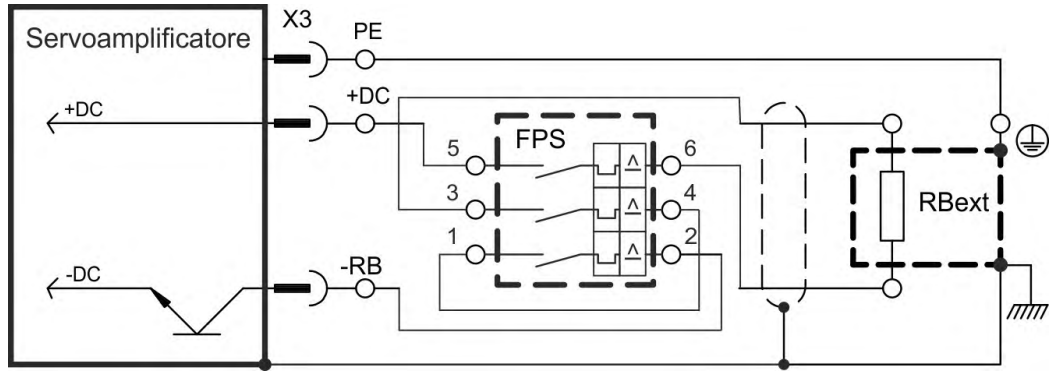 X3
PE
Servoamplificatore
+DC
+DC
FPS
5
6
3
4
RBext
1
2
-DC
-RB